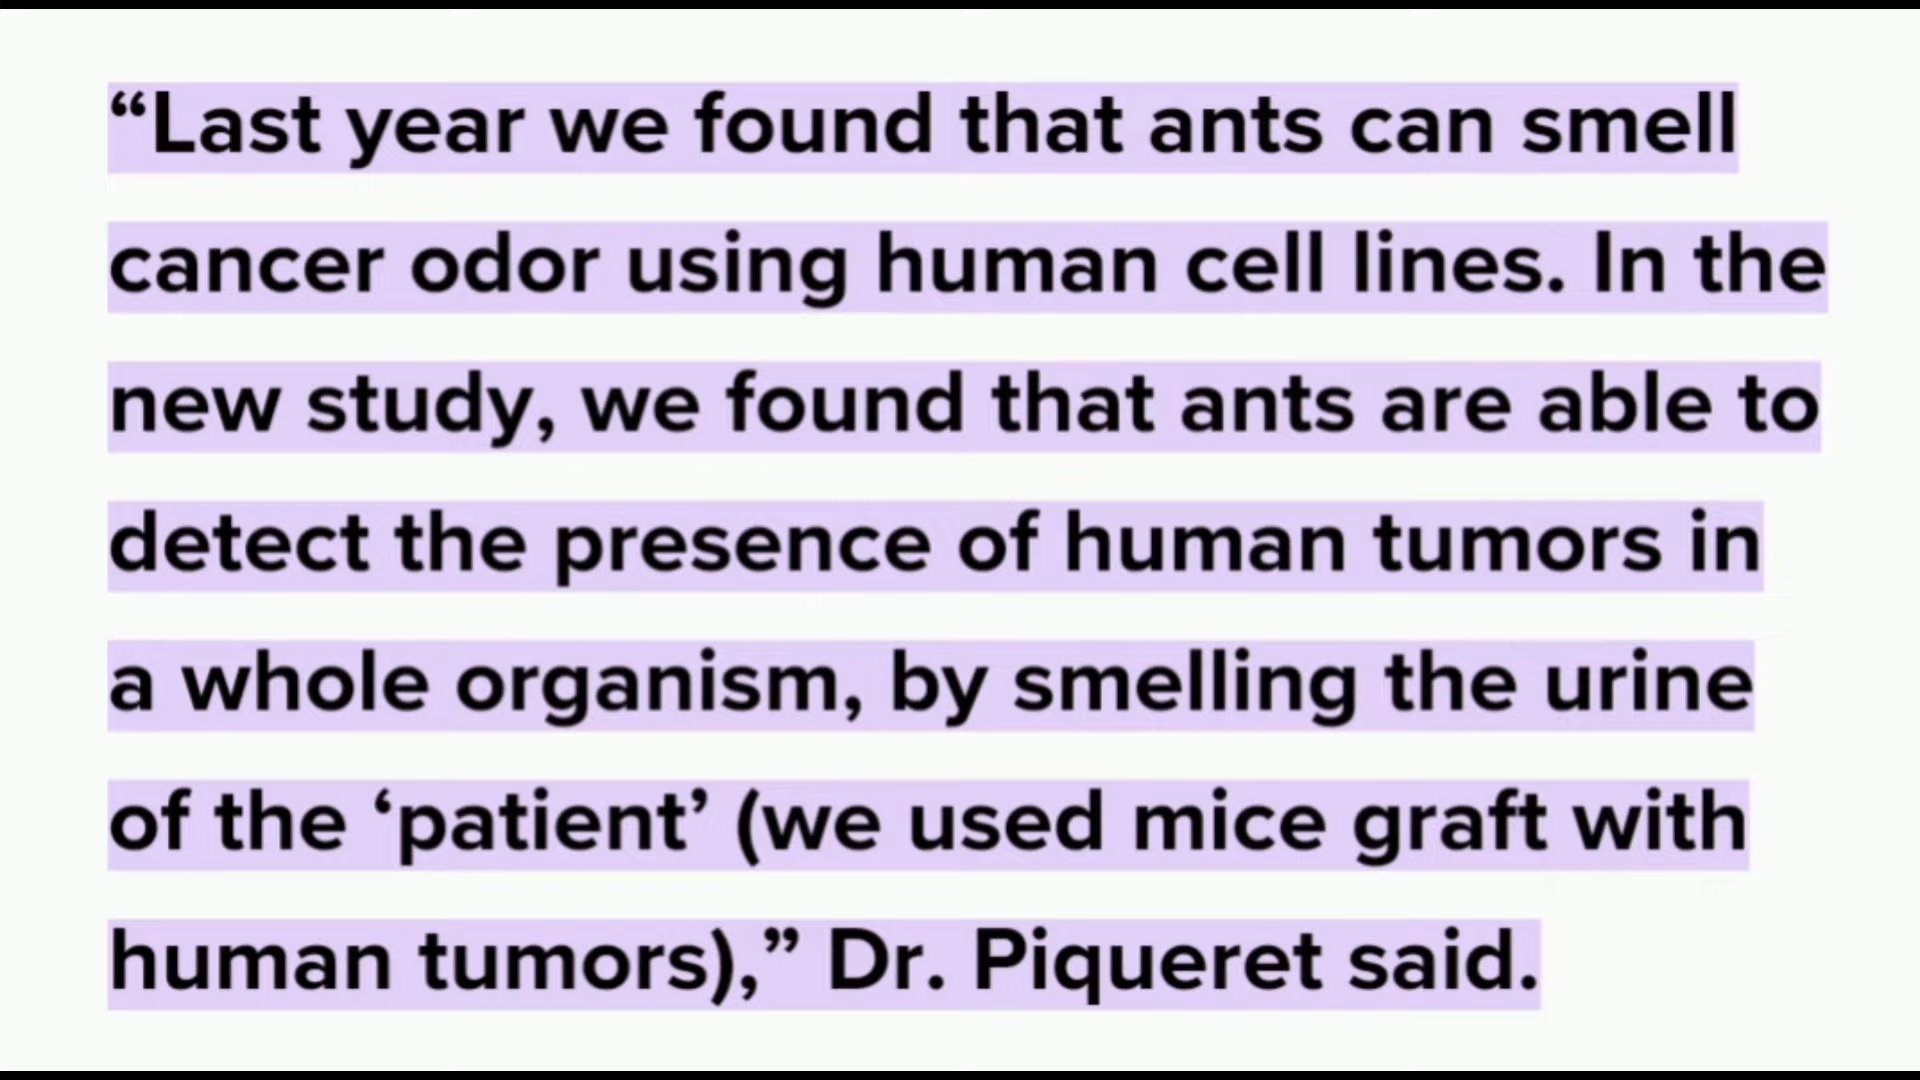 “Last year we found that ants can smell
cancer odor using human cell lines. In the
new study, we found that ants are able to
detect the presence of human tumors in
a whole organism, by smelling the urine
of the ‘patient’ (we used mice graft with
human tumors),” Dr. Piqueret said.